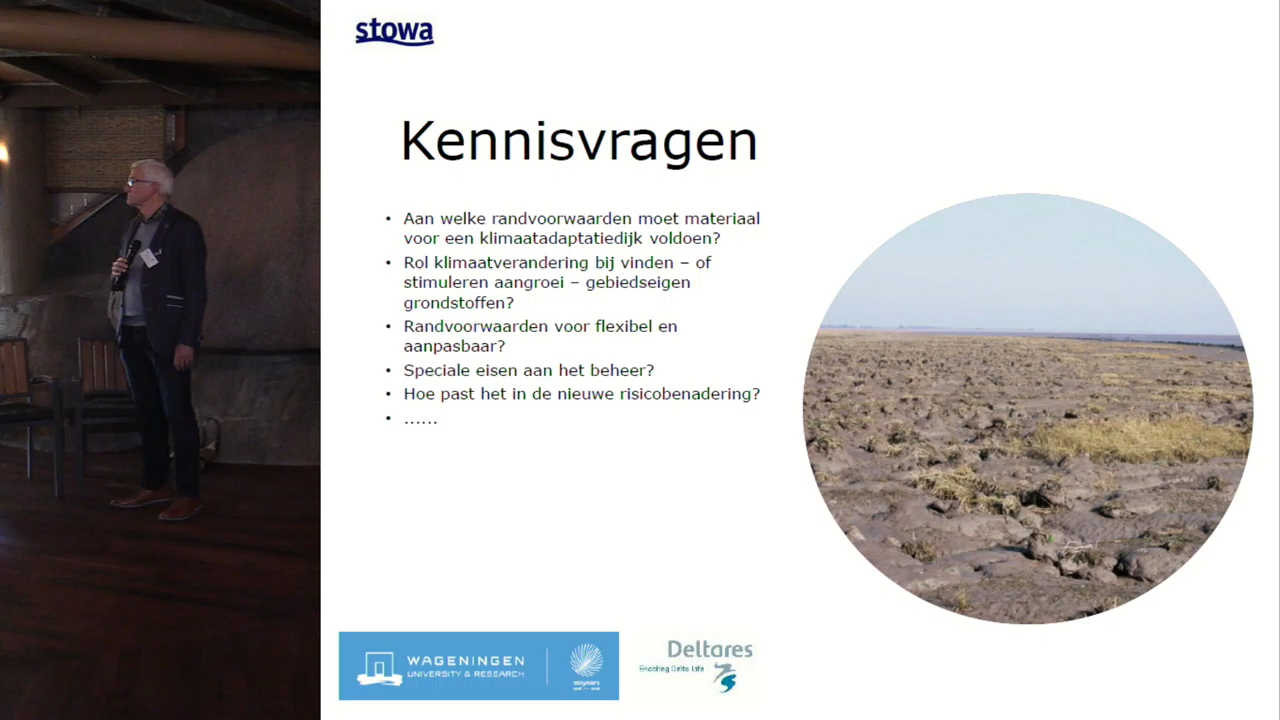 stowa
Kennisvragen
• Aan welke randvoorwaarden moet materiaal
voor een klimaatadaptatiedijk voldoen?
• Rol klimaatverandering bij vinden – of
stimuleren aangroei – gebiedseigen
grondstoffen?
• Randvoorwaarden voor flexibel en
aanpasbaar?
• Speciale eisen aan het beheer?
• Hoe past het in de nieuwe risicobenadering?
• ......
WAGENINGEN
UNIVERSITY & RESEARCH
Deltares
Enabling Delta Life